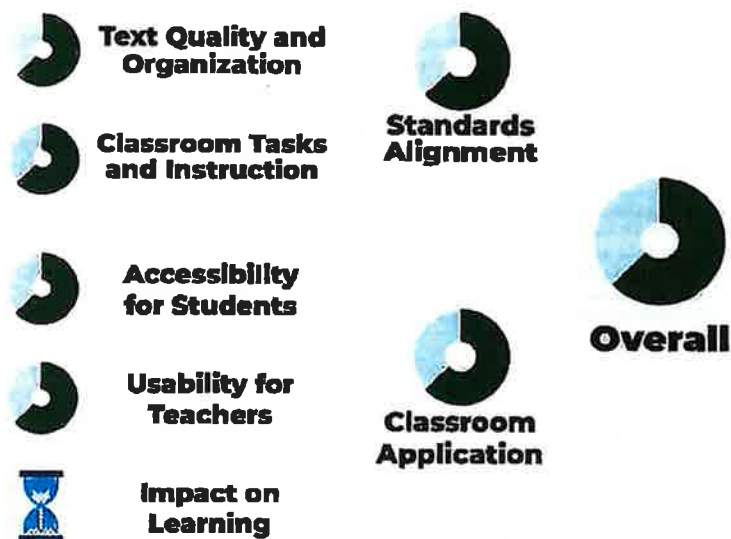 Text Quality and
Organization
Classroom Tasks
and Instruction
Accessibility
for Students
Usability for
Teachers
Impact on
Learning
Standards
Alignment
Classroom
Application
Overall